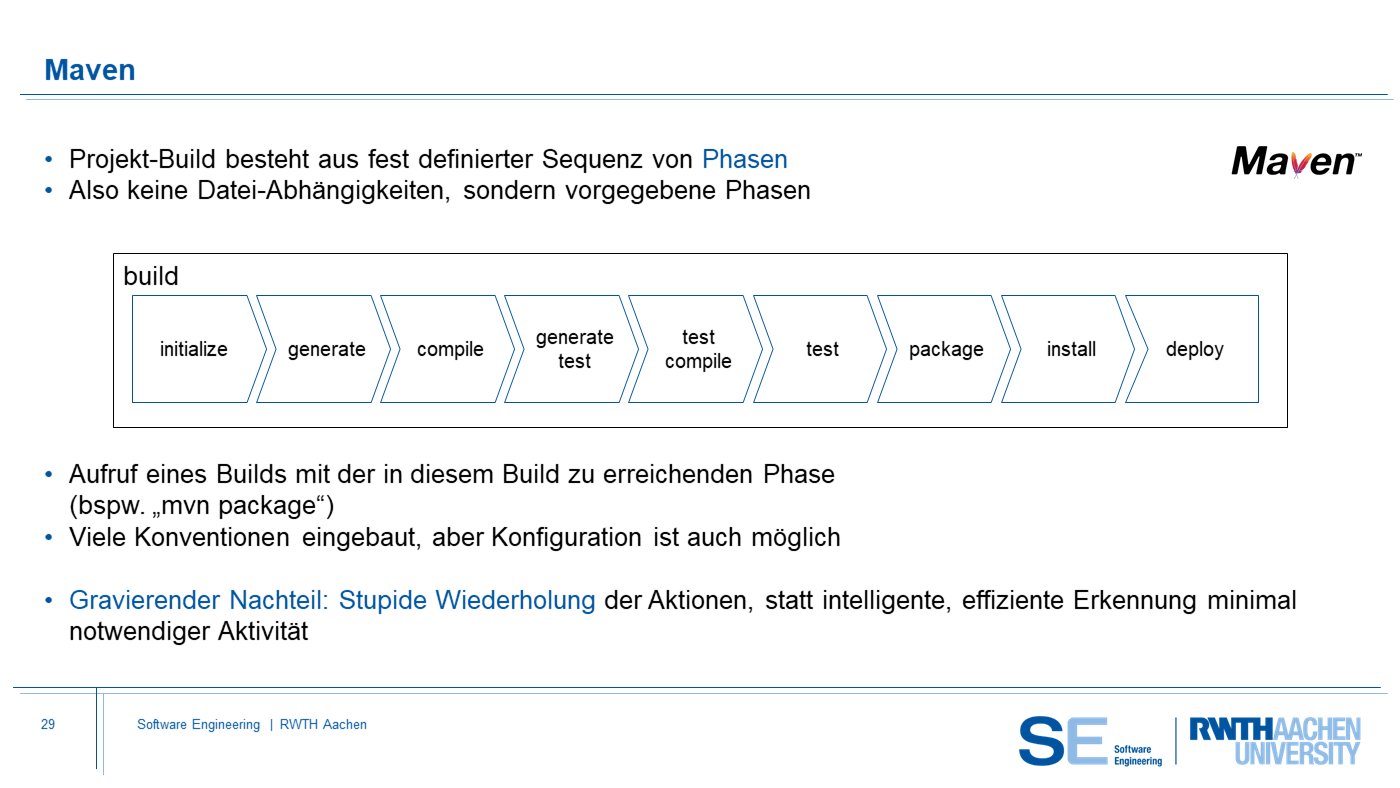 Maven
• Projekt-Build besteht aus fest definierter Sequenz von Phasen
• Also keine Datei-Abhängigkeiten, sondern vorgegebene Phasen
Maven™
build
initialize
generate
compile
generate
test
test
compile
test
package
install
deploy
• Aufruf eines Builds mit der in diesem Build zu erreichenden Phase
(bspw. „mvn package“)
• Viele Konventionen eingebaut, aber Konfiguration ist auch möglich
• Gravierender Nachteil: Stupide Wiederholung der Aktionen, statt intelligente, effiziente Erkennung minimal
notwendiger Aktivität
29
Software Engineering | RWTH Aachen
SE Software
Engineering
RWTHAACHEN
UNIVERSITY